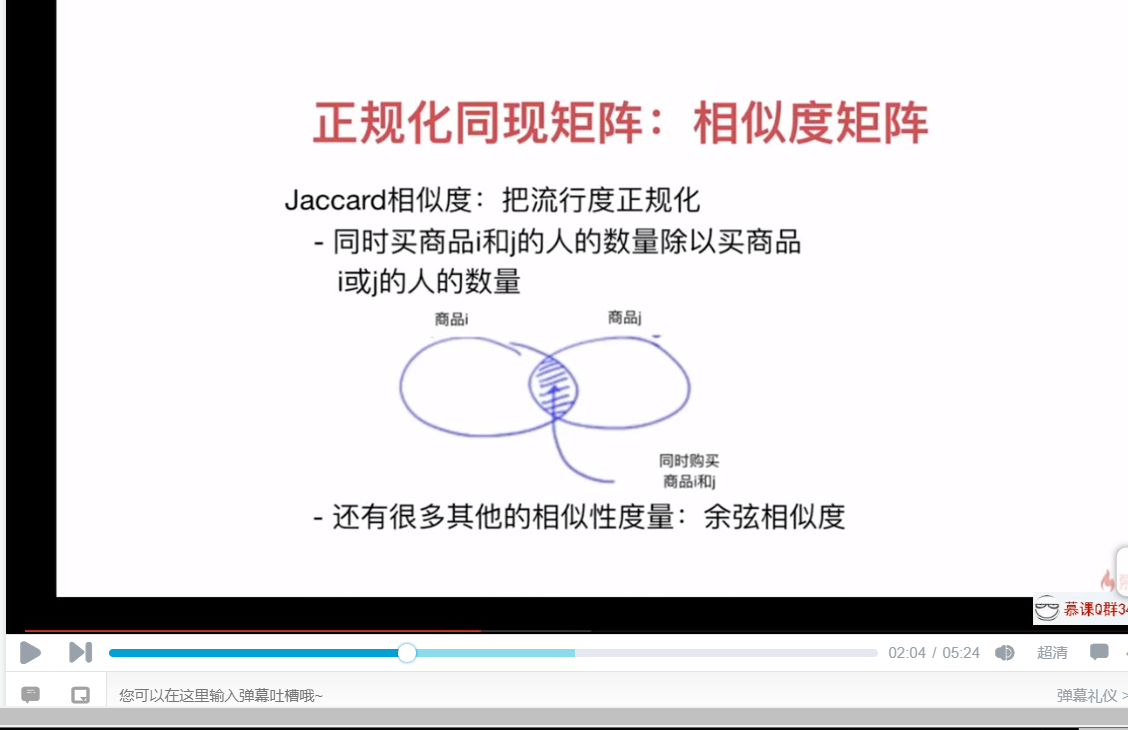 正规化同现矩阵：相似度矩阵
Jaccard相似度：把流行度正规化
- 同时买商品i和j的人的数量除以买商品
i或j的人的数量
商品i
商品j
同时购买
商品i和j
- 还有很多其他的相似性度量：余弦相似度
慕课Q群34
02:04 / 05:24
超清
您可以在这里输入弹幕吐槽哦~
弹幕礼仪 >